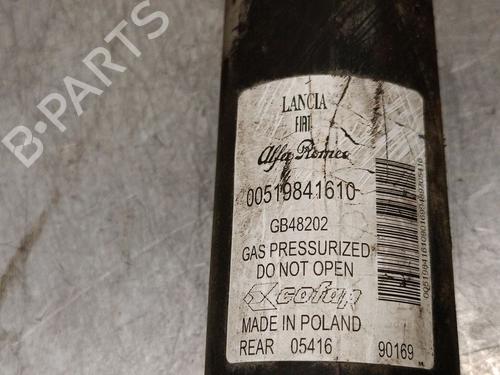 B-PARTS
LANCIA
FIAT
Alfa Romeo
00519841610
GB48202
GAS PRESSURIZED
DO NOT OPEN
cofap
MADE IN POLAND
REAR 05416 90169